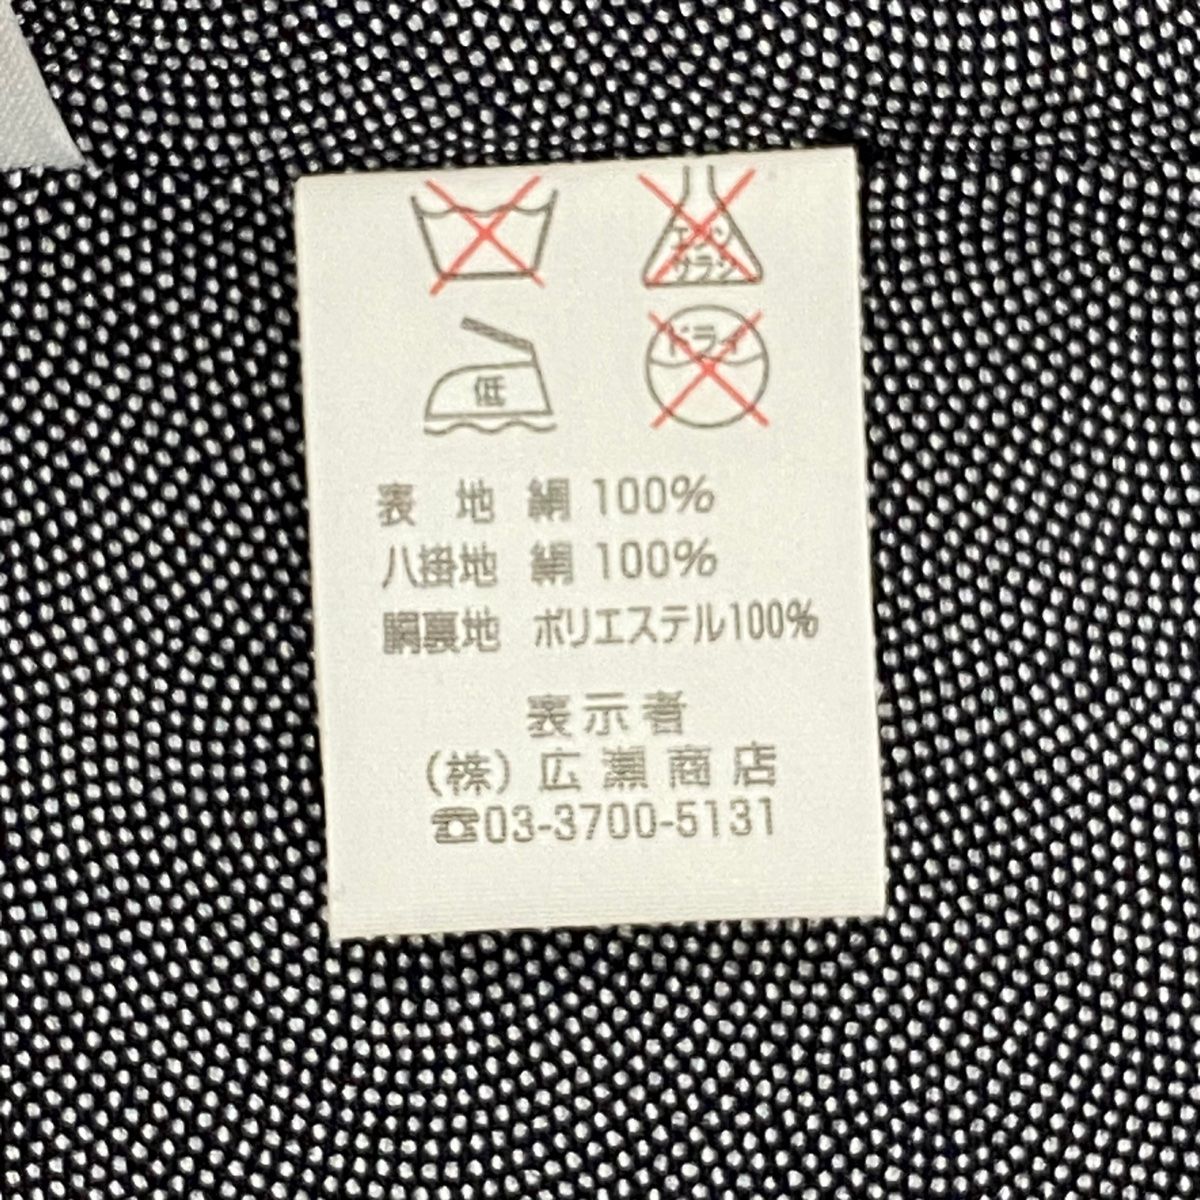 エンソ
サラシ
低
ドライ
表 地 絹 100%
八掛地 絹 100%
胴裏地 ポリエステル100%
表示者
(株) 広瀬商店
☎03-3700-5131